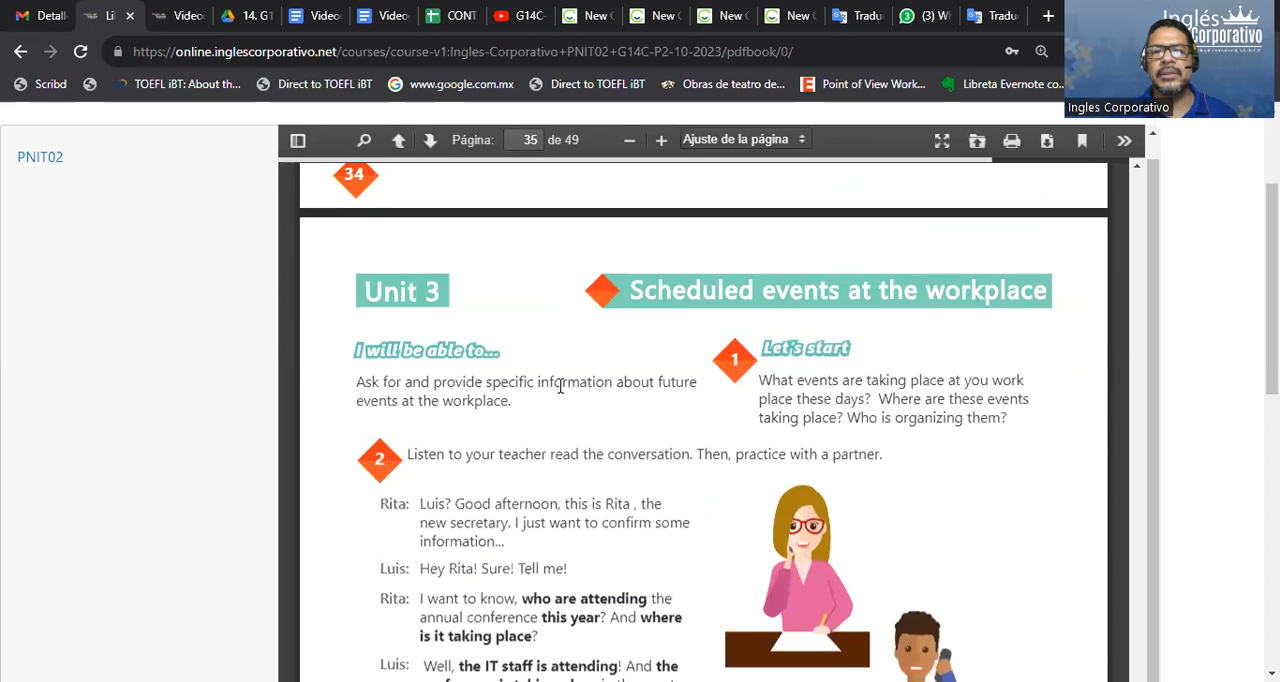 Detall
Li
Video
14. G1
Video
Video
CONT
G14C-
New C
New C
New C
New C
Tradu
(3) W
Tradu
https://online.inglescorporativo.net/courses/course-v1:Ingles-Corporativo+PNIT02+G14C-P2-10-2023/pdfbook/0/
Scribd
TOEFL iBT: About th...
Direct to TOEFL iBT
www.google.com.mx
Direct to TOEFL iBT
Obras de teatro de...
Point of View Work...
Libreta Evernote co...
Inglés
Corporativo
Ingles Corporativo
PNIT02
Página: 35 de 49
Ajuste de la página
34
Unit 3
Scheduled events at the workplace
I will be able to...
Ask for and provide specific information about future
events at the workplace.
1
Let's start
What events are taking place at you work
place these days? Where are these events
taking place? Who is organizing them?
2
Listen to your teacher read the conversation. Then, practice with a partner.
Rita: Luis? Good afternoon, this is Rita , the
new secretary. I just want to confirm some
information...
Luis: Hey Rita! Sure! Tell me!
Rita: I want to know, who are attending the
annual conference this year? And where
is it taking place?
Luis: Well, the IT staff is attending! And the